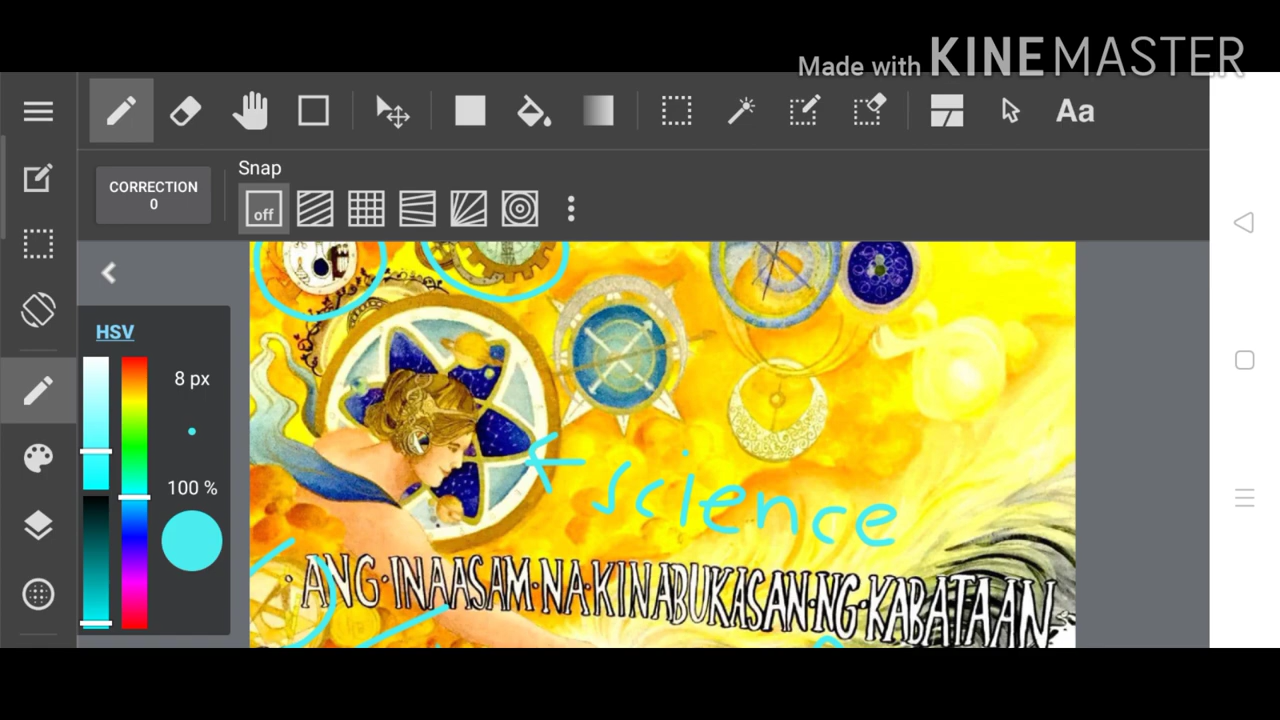 Made with KINEMASTER
Aa
CORRECTION
0
Snap
off
HSV
8 px
100 %
science
ANG·INAASAM·NA·KINABUKASAN·NG·KABATAAN